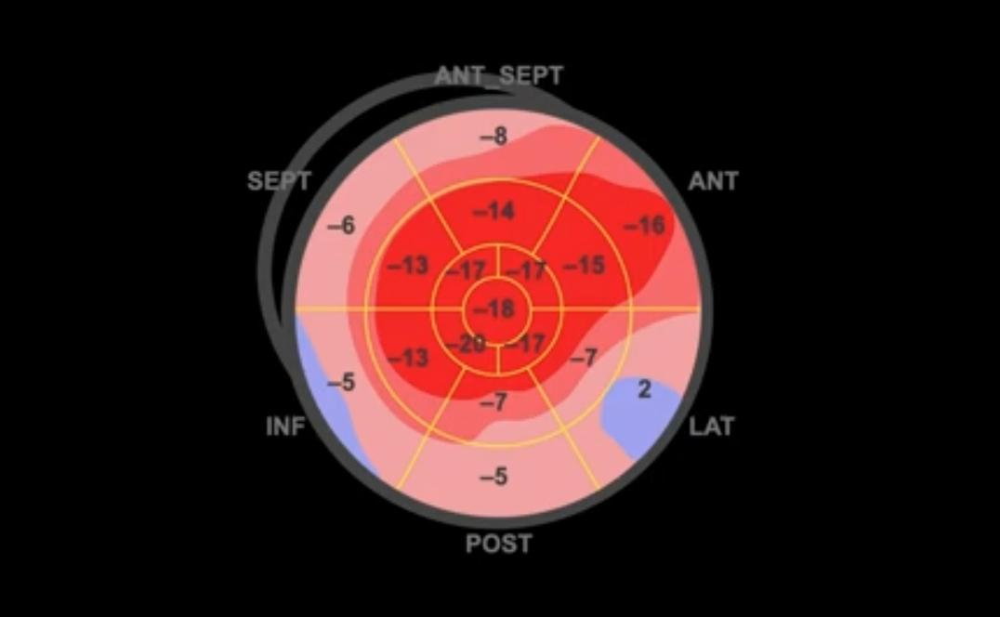 ANT_SEPT
–8
SEPT
ANT
–14
–6
–16
–13
–17
–17
–15
–18
–20
–17
–13
–7
–5
2
–7
INF
LAT
–5
POST